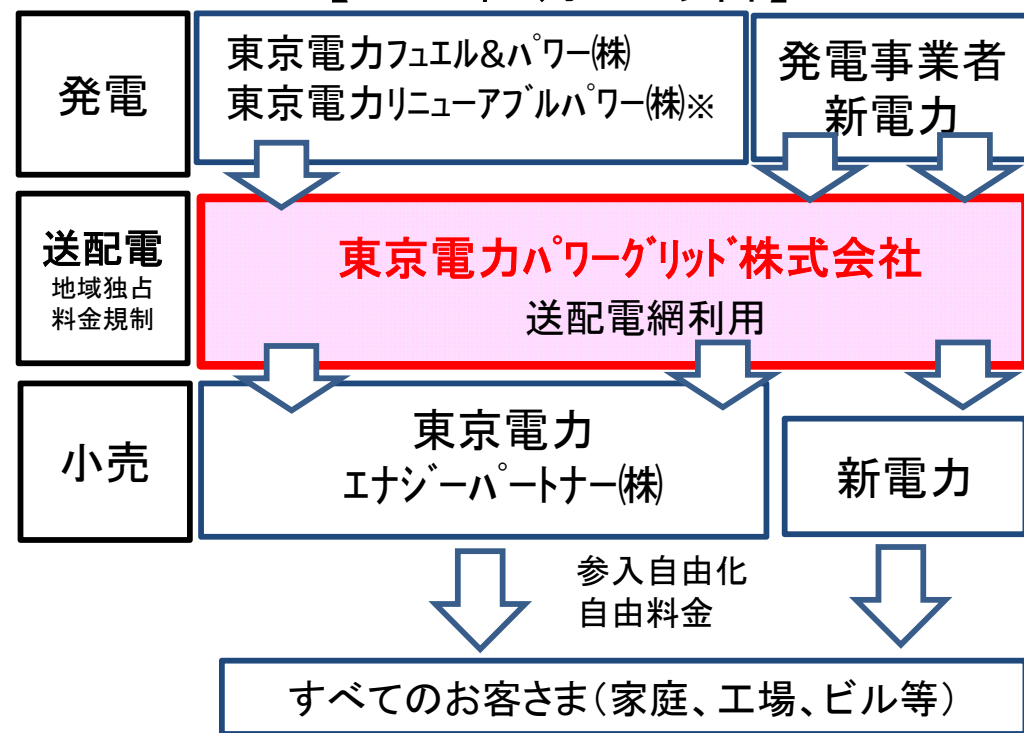 発電
東京電力フュエル&パワー㈱
東京電力リニューアブルパワー㈱※
発電事業者
新電力
送配電
地域独占
料金規制
東京電力パワーグリッド株式会社
送配電網利用
小売
東京電力
エナジーパートナー㈱
新電力
参入自由化
自由料金
すべてのお客さま（家庭、工場、ビル等）